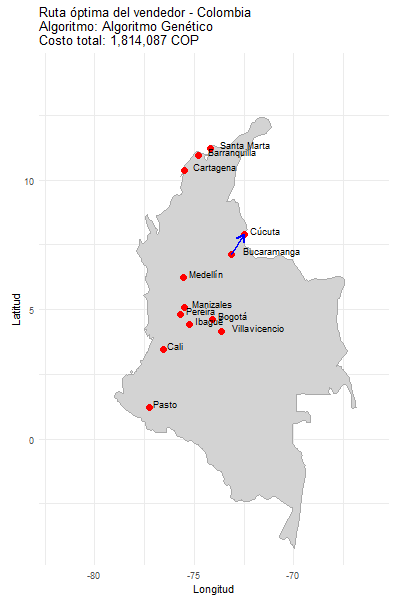 Ruta óptima del vendedor - Colombia
Algoritmo: Algoritmo Genético
Costo total: 1,814,087 COP
Santa Marta
Barranquilla
Cartagena
10
Cúcuta
Bucaramanga
Medellín
Manizales
5
Pereira
Bogotá
Ibagué
Villavicencio
Latitud
Cali
Pasto
0
-80
-75
-70
Longitud